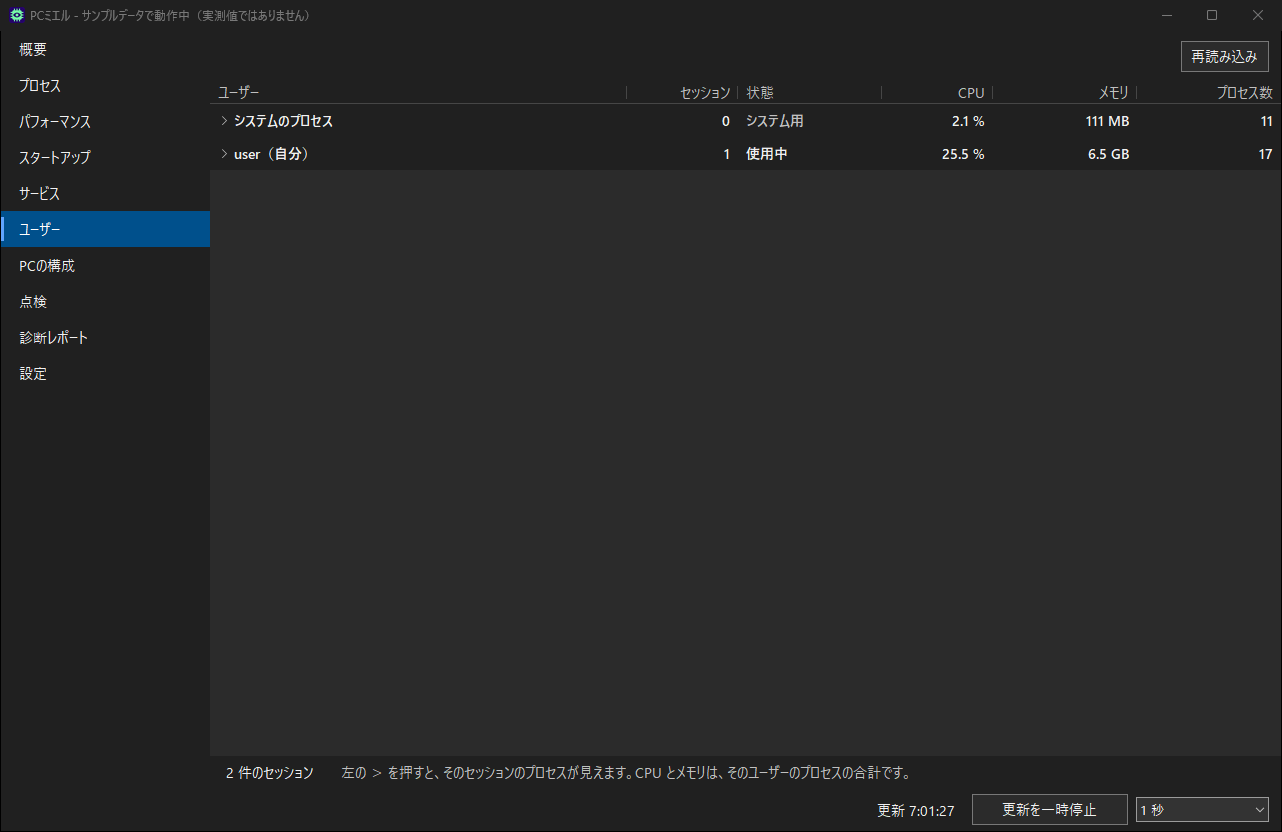 PCミエル - サンプルデータで動作中（実測値ではありません）
概要
プロセス
パフォーマンス
スタートアップ
サービス
ユーザー
PCの構成
点検
診断レポート
設定
再読み込み
ユーザー セッション 状態 CPU メモリ プロセス数
システムのプロセス 0 システム用 2.1 % 111 MB 11
user（自分） 1 使用中 25.5 % 6.5 GB 17
2 件のセッション 左の > を押すと、そのセッションのプロセスが見えます。CPU とメモリは、そのユーザーのプロセスの合計です。
更新 7:01:27 更新を一時停止 1 秒